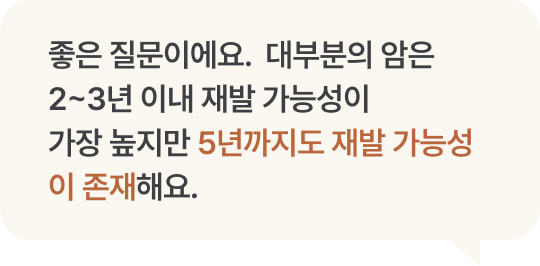 좋은 질문이에요. 대부분의 암은
2~3년 이내 재발 가능성이
가장 높지만 5년까지도 재발 가능성
이 존재해요.